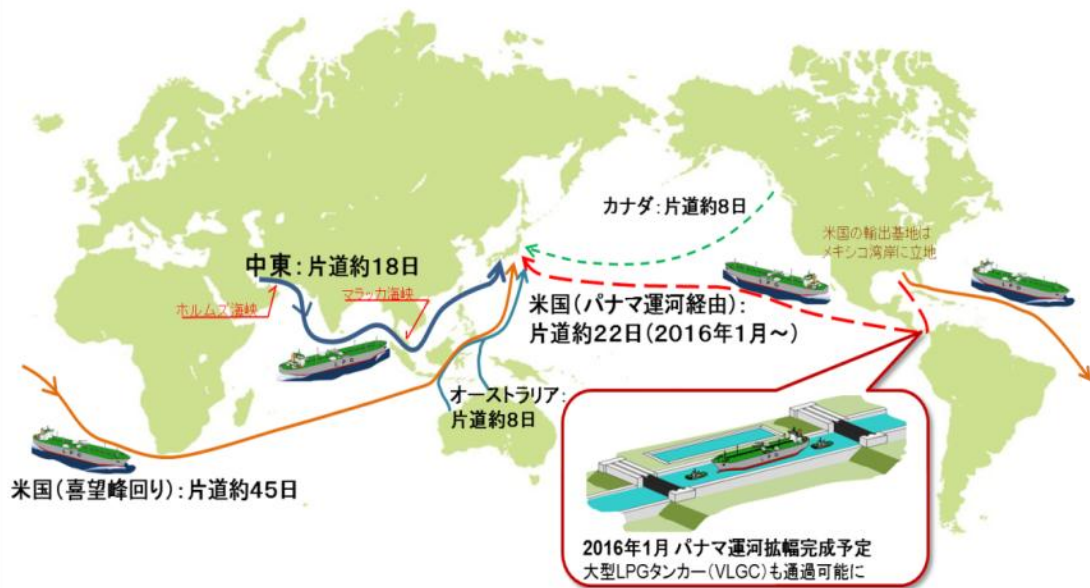 カナダ：片道約8日
米国の輸出基地は
メキシコ湾岸に立地
中東：片道約18日
マラッカ海峡
ホルムズ海峡
米国（パナマ運河経由）：
片道約22日（2016年1月～）
オーストラリア：
片道約8日
米国（喜望峰回り）：片道約45日
2016年1月 パナマ運河拡幅完成予定
大型LPGタンカー（VLGC）も通過可能に